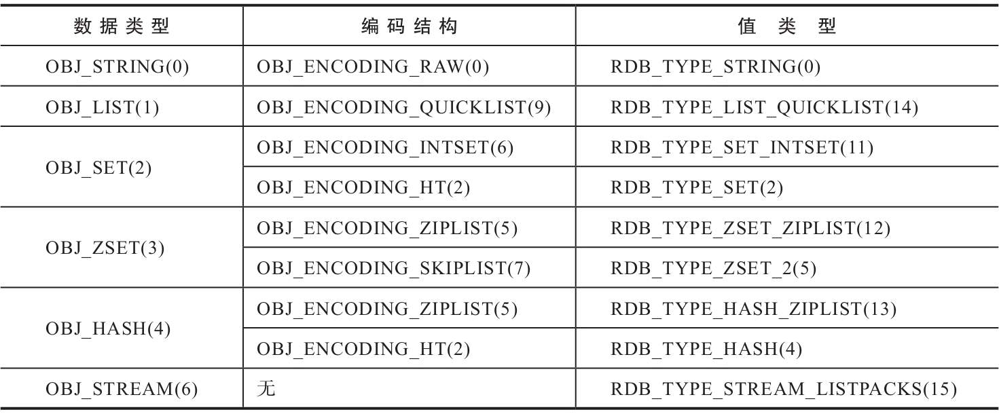 数据类型 编码结构 值类型
OBJ_STRING(0) OBJ_ENCODING_RAW(0) RDB_TYPE_STRING(0)
OBJ_LIST(1) OBJ_ENCODING_QUICKLIST(9) RDB_TYPE_LIST_QUICKLIST(14)
OBJ_SET(2) OBJ_ENCODING_INTSET(6) RDB_TYPE_SET_INTSET(11)
OBJ_ENCODING_HT(2) RDB_TYPE_SET(2)
OBJ_ZSET(3) OBJ_ENCODING_ZIPLIST(5) RDB_TYPE_ZSET_ZIPLIST(12)
OBJ_ENCODING_SKIPLIST(7) RDB_TYPE_ZSET_2(5)
OBJ_HASH(4) OBJ_ENCODING_ZIPLIST(5) RDB_TYPE_HASH_ZIPLIST(13)
OBJ_ENCODING_HT(2) RDB_TYPE_HASH(4)
OBJ_STREAM(6) 无 RDB_TYPE_STREAM_LISTPACKS(15)